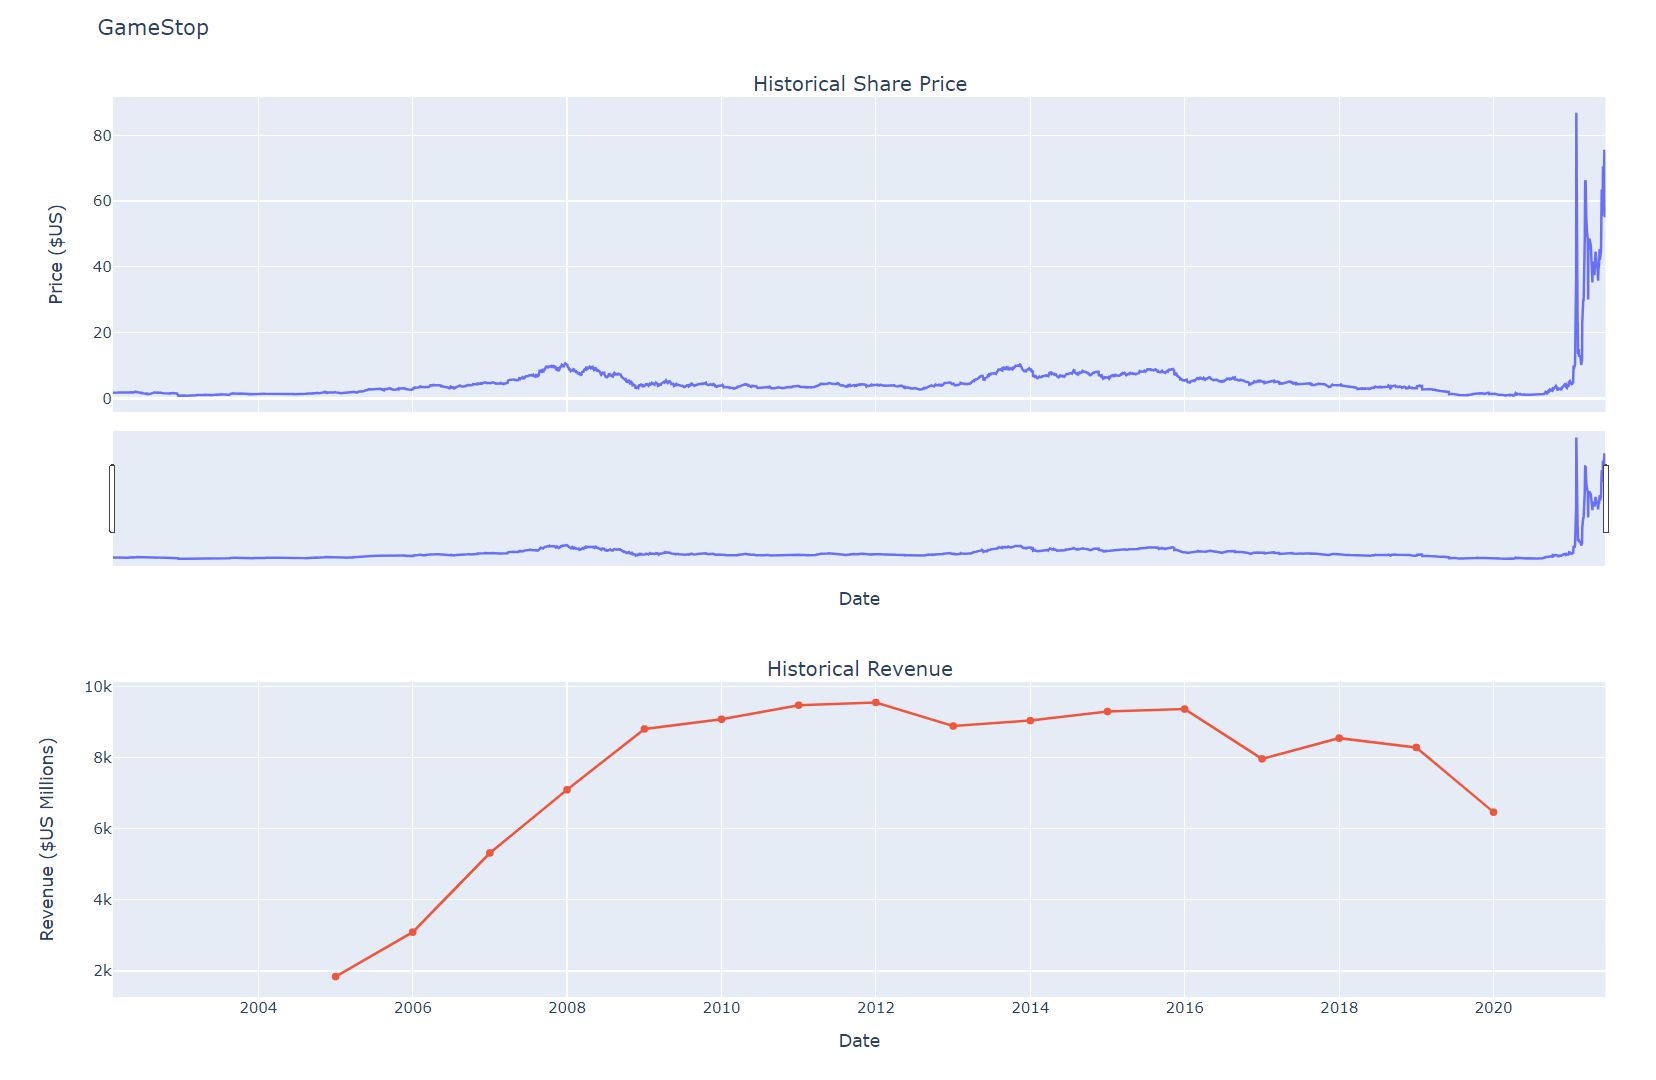 GameStop
Historical Share Price
80
60
40
20
0
Price ($US)
Date
Historical Revenue
10k
8k
6k
4k
2k
Revenue ($US Millions)
2004 2006 2008 2010 2012 2014 2016 2018 2020
Date